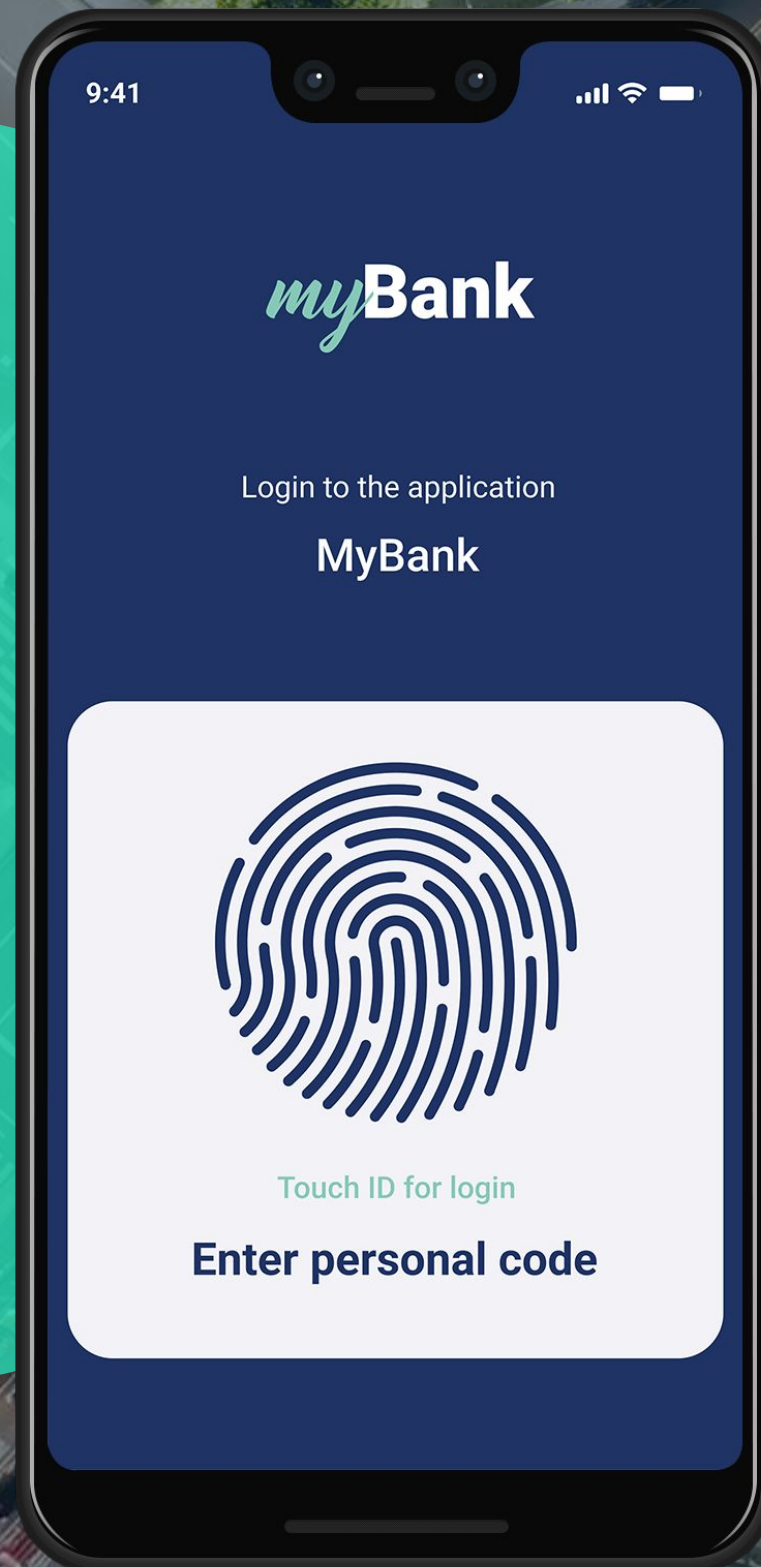 9:41
myBank
Login to the application
MyBank
Touch ID for login
Enter personal code